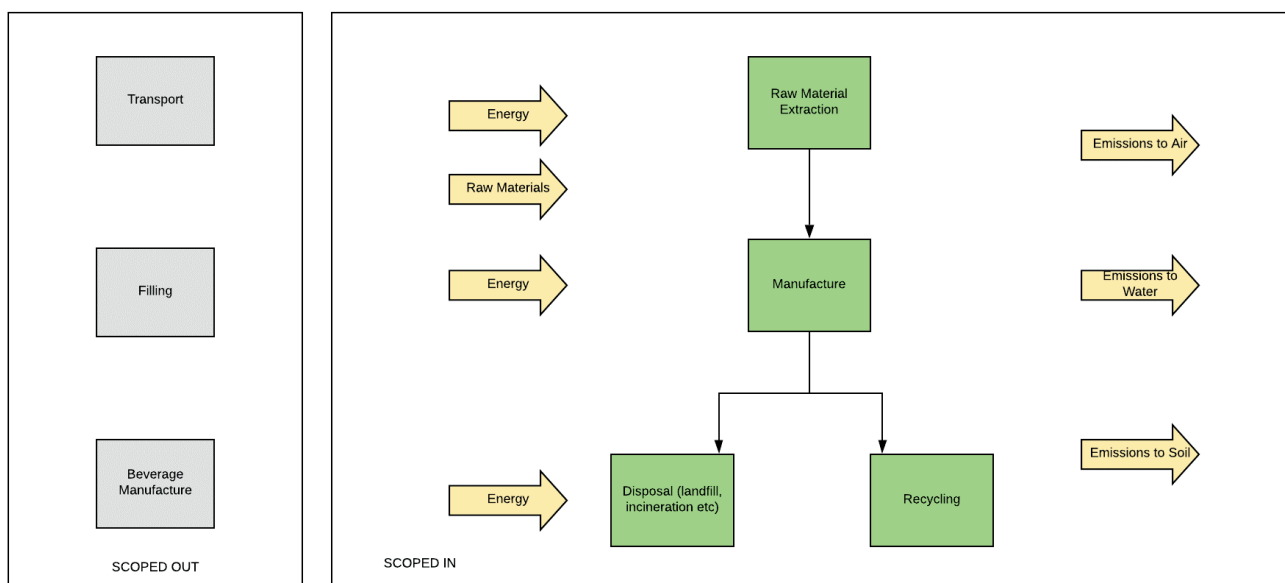 Transport
Filling
Beverage
Manufacture
SCOPED OUT
Energy
Raw Materials
Energy
Energy
SCOPED IN
Raw Material
Extraction
Manufacture
Disposal (landfill,
incineration etc)
Recycling
Emissions to Air
Emissions to
Water
Emissions to Soil